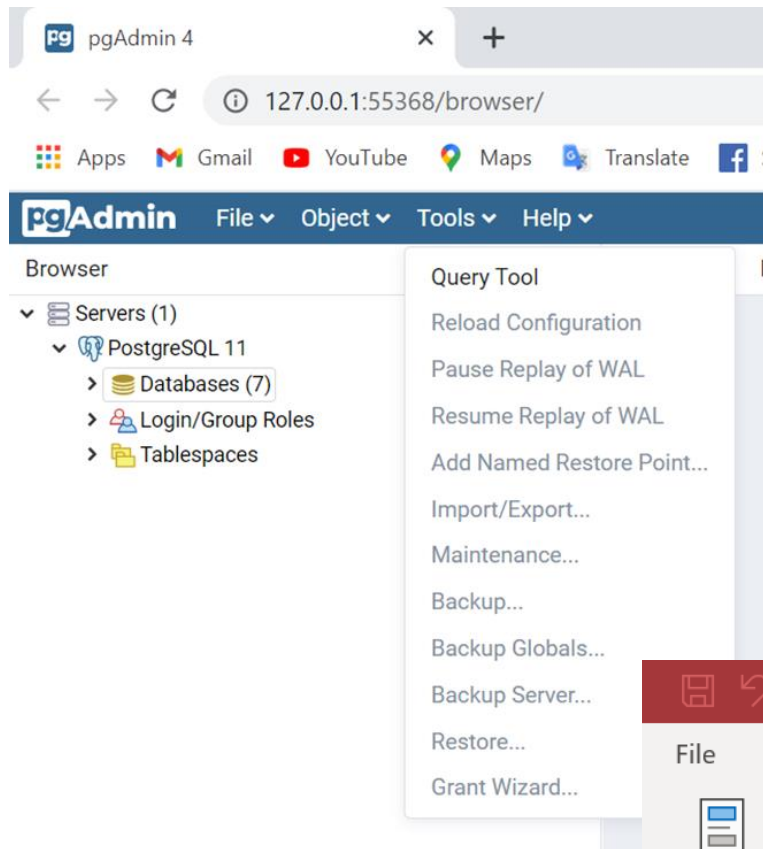 pg pgAdmin 4
127.0.0.1:55368/browser/
Apps Gmail YouTube Maps Translate
pgAdmin File Object Tools Help
Browser
Servers (1)
PostgreSQL 11
Databases (7)
Login/Group Roles
Tablespaces
Query Tool
Reload Configuration
Pause Replay of WAL
Resume Replay of WAL
Add Named Restore Point...
Import/Export...
Maintenance...
Backup...
Backup Globals...
Backup Server...
Restore...
Grant Wizard...
File